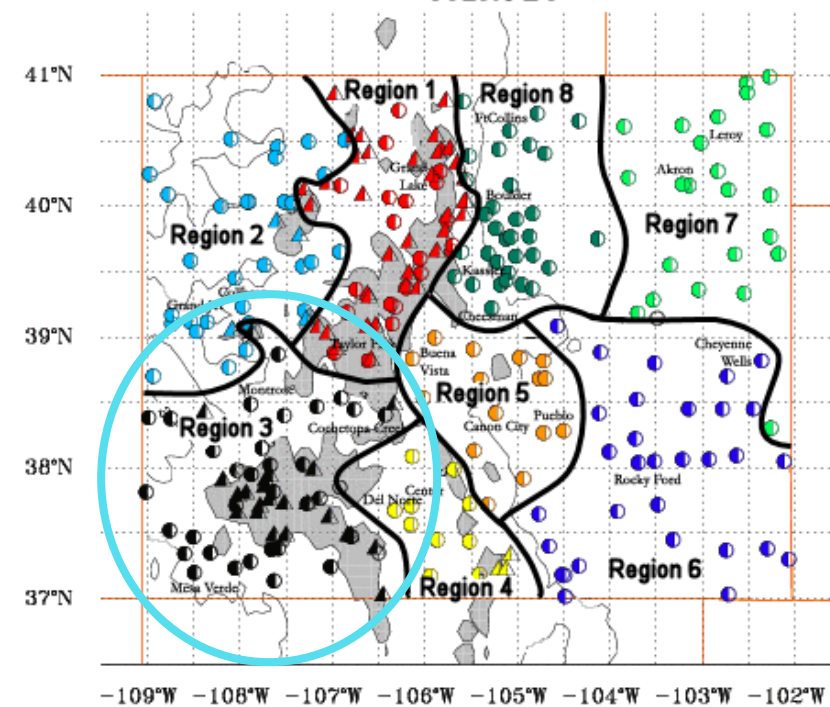 41°N
Region 1
Region 8
FtCollins
Leroy
Grand
Lake
Akron
40°N
Boulder
Region 2
Region 7
Kassler
Grand
39°N
Cheesman
Taylor
Cheyenne
Wells
Buena
Vista
Montrose
Region 5
Region 3
Pueblo
Cochetopa Creek
Canon City
38°N
Rocky Ford
Center
Del Norte
Region 6
Mesa Verde
Region 4
37°N
-109°W -108°W -107°W -106°W -105°W -104°W -103°W -102°W